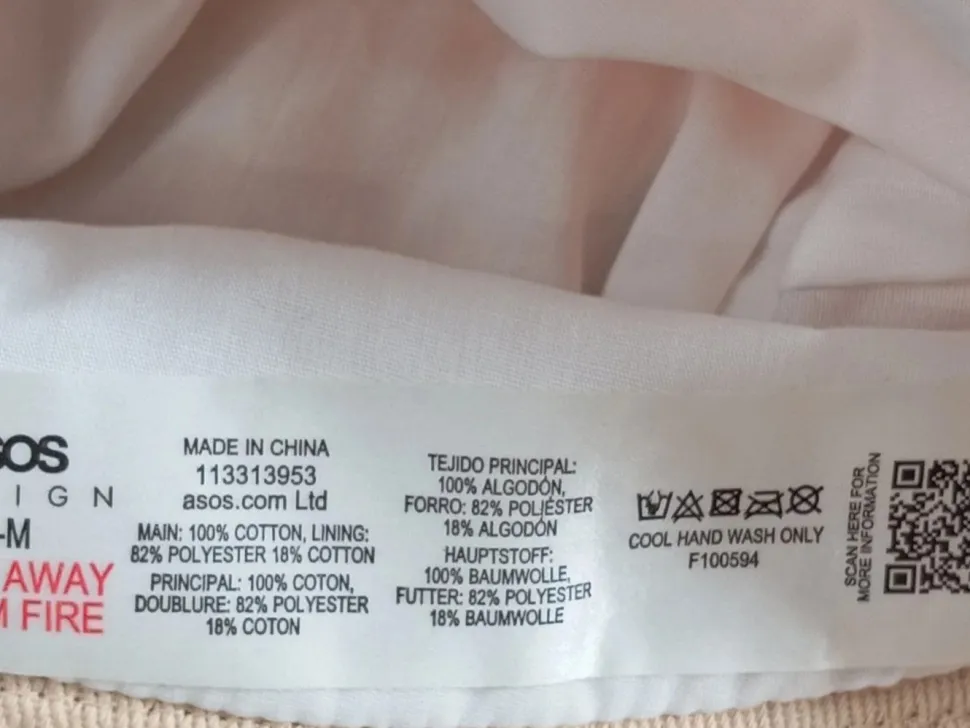 SOS
IGN
-M
AWAY
M FIRE
MADE IN CHINA
113313953
asos.com Ltd
MAIN: 100% COTTON, LINING:
82% POLYESTER 18% COTTON
PRINCIPAL: 100% COTON,
DOUBLURE: 82% POLYESTER
18% COTON
TEJIDO PRINCIPAL:
100% ALGODÓN,
FORRO: 82% POLIÉSTER
18% ALGODÓN
HAUPTSTOFF:
100% BAUMWOLLE,
FUTTER: 82% POLYESTER
18% BAUMWOLLE
COOL HAND WASH ONLY
F100594
SCAN HERE FOR
MORE INFORMATION